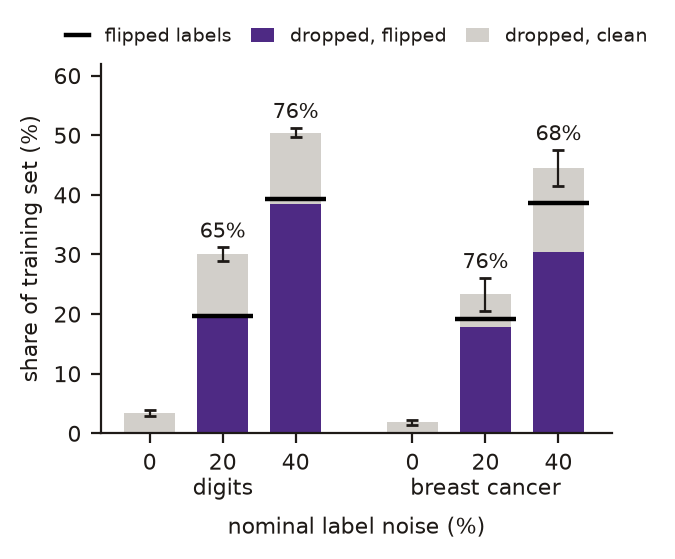 flipped labels dropped, flipped dropped, clean
share of training set (%)
60
50
40
30
20
10
0
65%
76%
76%
68%
0 20 40 0 20 40
digits breast cancer
nominal label noise (%)